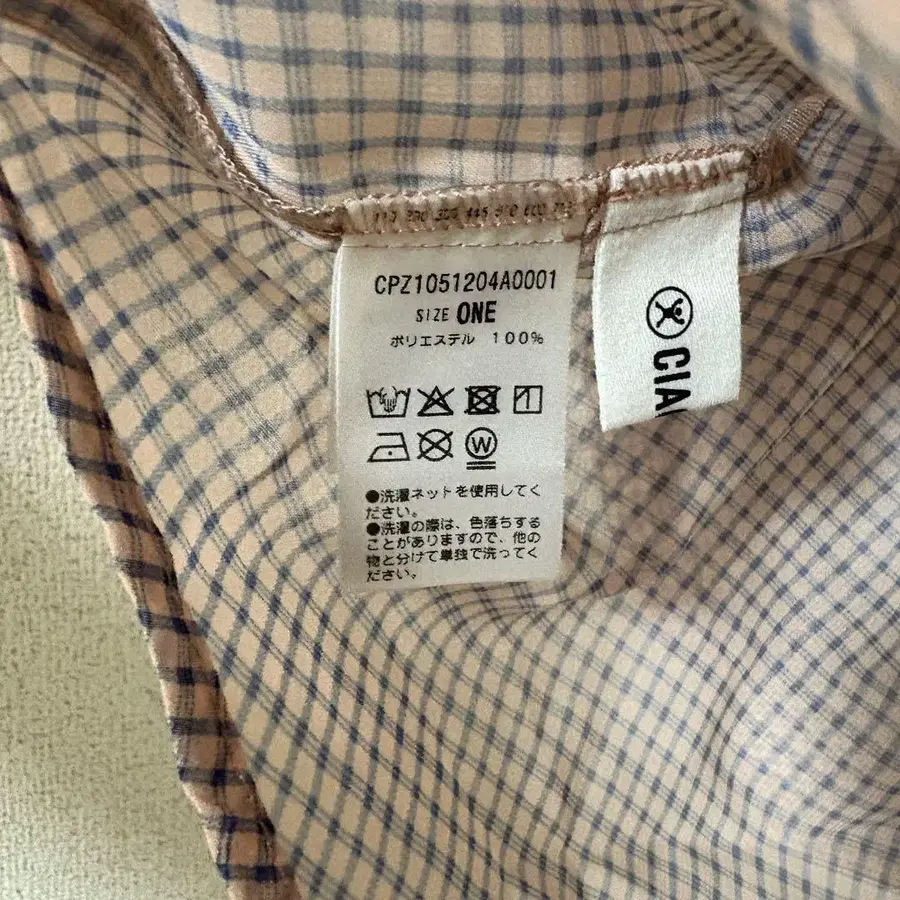 CPZ1051204A0001
SIZE ONE
ポリエステル 100%
W
●洗濯ネットを使用してく
ださい。
●洗濯の際は、色落ちする
ことがありますので、他の
物と分けて単独で洗ってく
ださい。
CIA